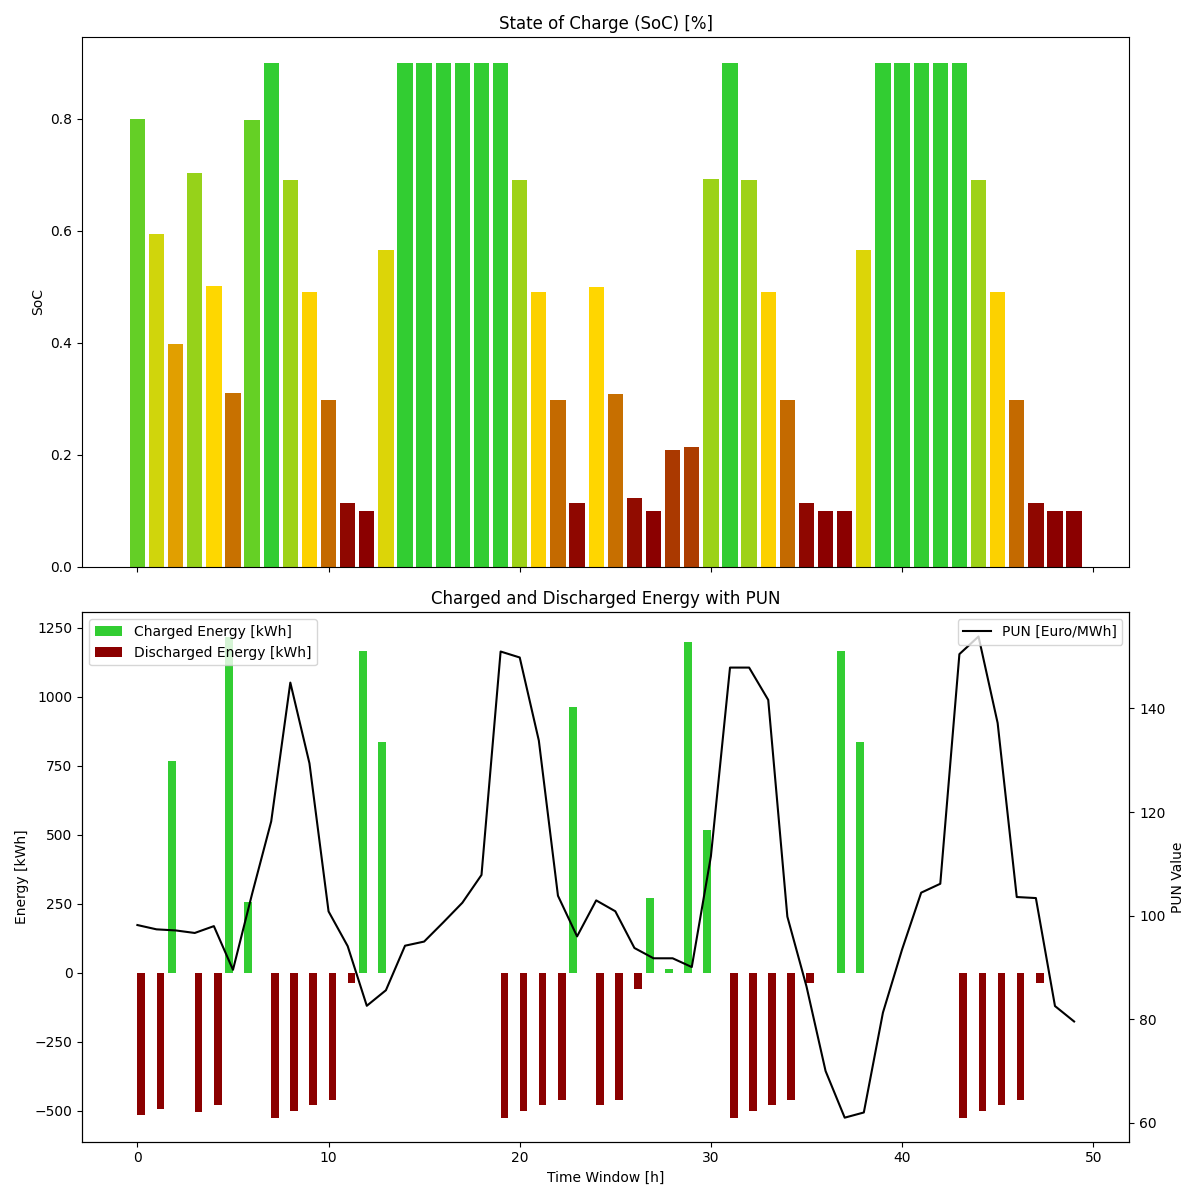 State of Charge (SoC) [%]
SoC
0.8
0.6
0.4
0.2
0.0
Charged and Discharged Energy with PUN
Charged Energy [kWh]
Discharged Energy [kWh]
PUN [Euro/MWh]
Energy [kWh]
1250
1000
750
500
250
0
−250
−500
140
120
100
80
60
PUN Value
0 10 20 30 40 50
Time Window [h]